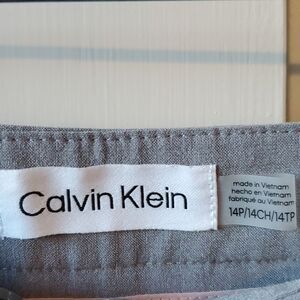 Calvin Klein
made in Vietnam
hecho en Vietnam
fabriqué au Vietnam
14P/14CH/14TP